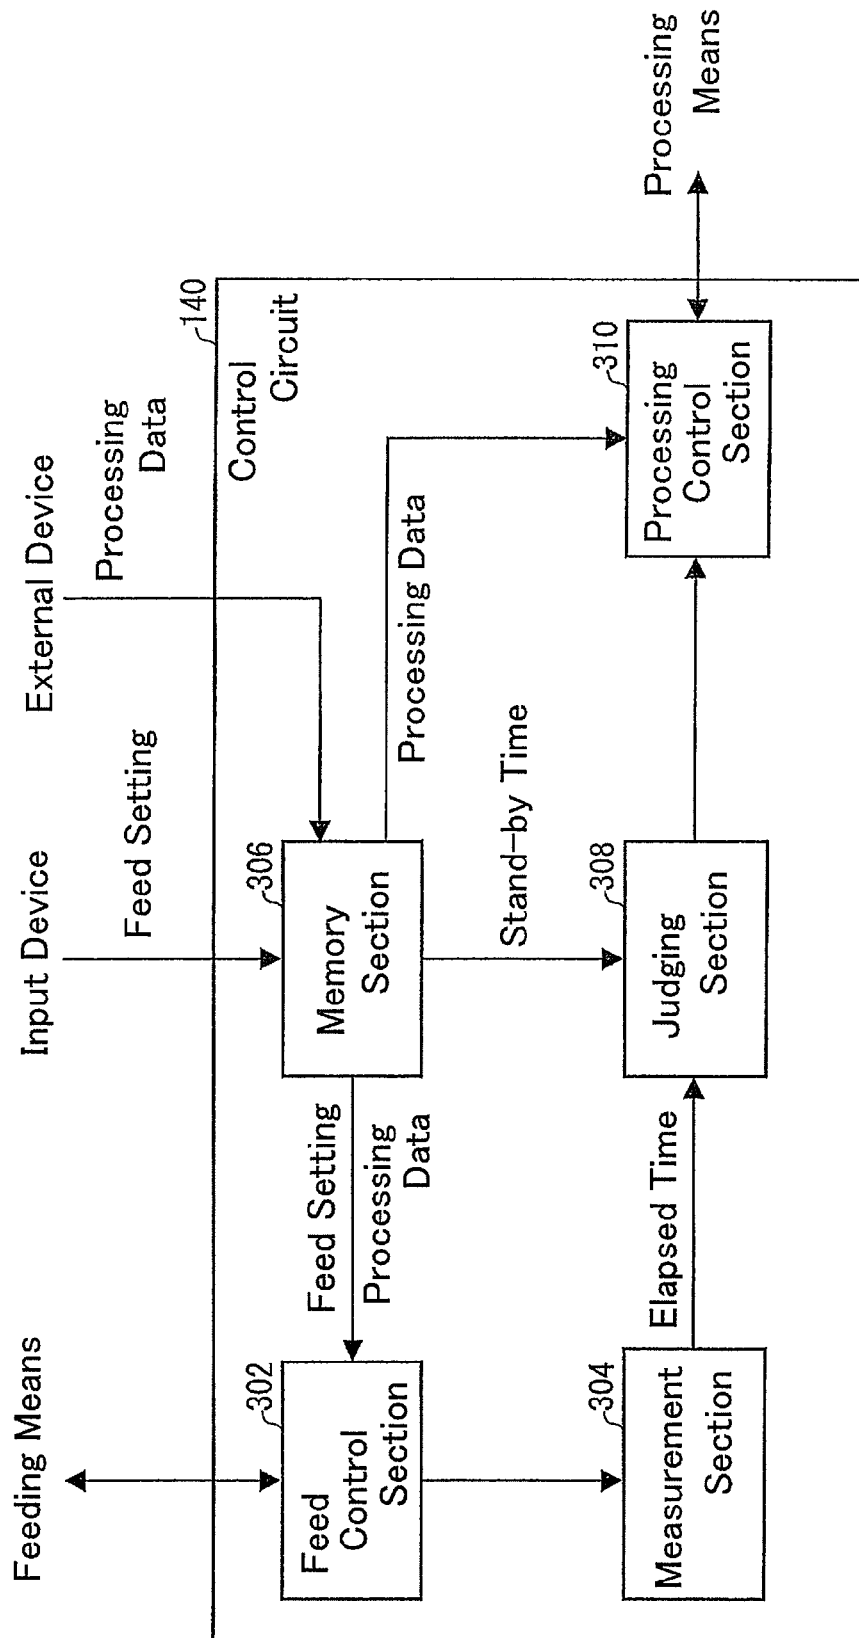 Feeding Means
Input Device
External Device
Feed Setting
Processing
Data
140
Control
Circuit
302
Feed
Control
Section
Feed Setting
Processing
Data
306
Memory
Section
Processing Data
Stand-by Time
304
Measurement
Section
Elapsed Time
308
Judging
Section
310
Processing
Control
Section
Processing
Means